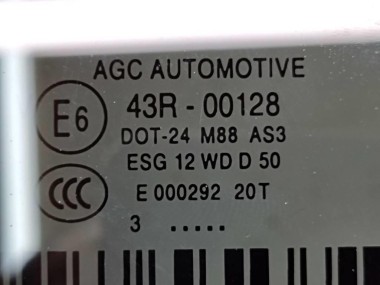 AGC AUTOMOTIVE
E6 43R - 00128
DOT-24 M88 AS3
ESG 12 WD D 50
CCC E 000292 20T
3 .....